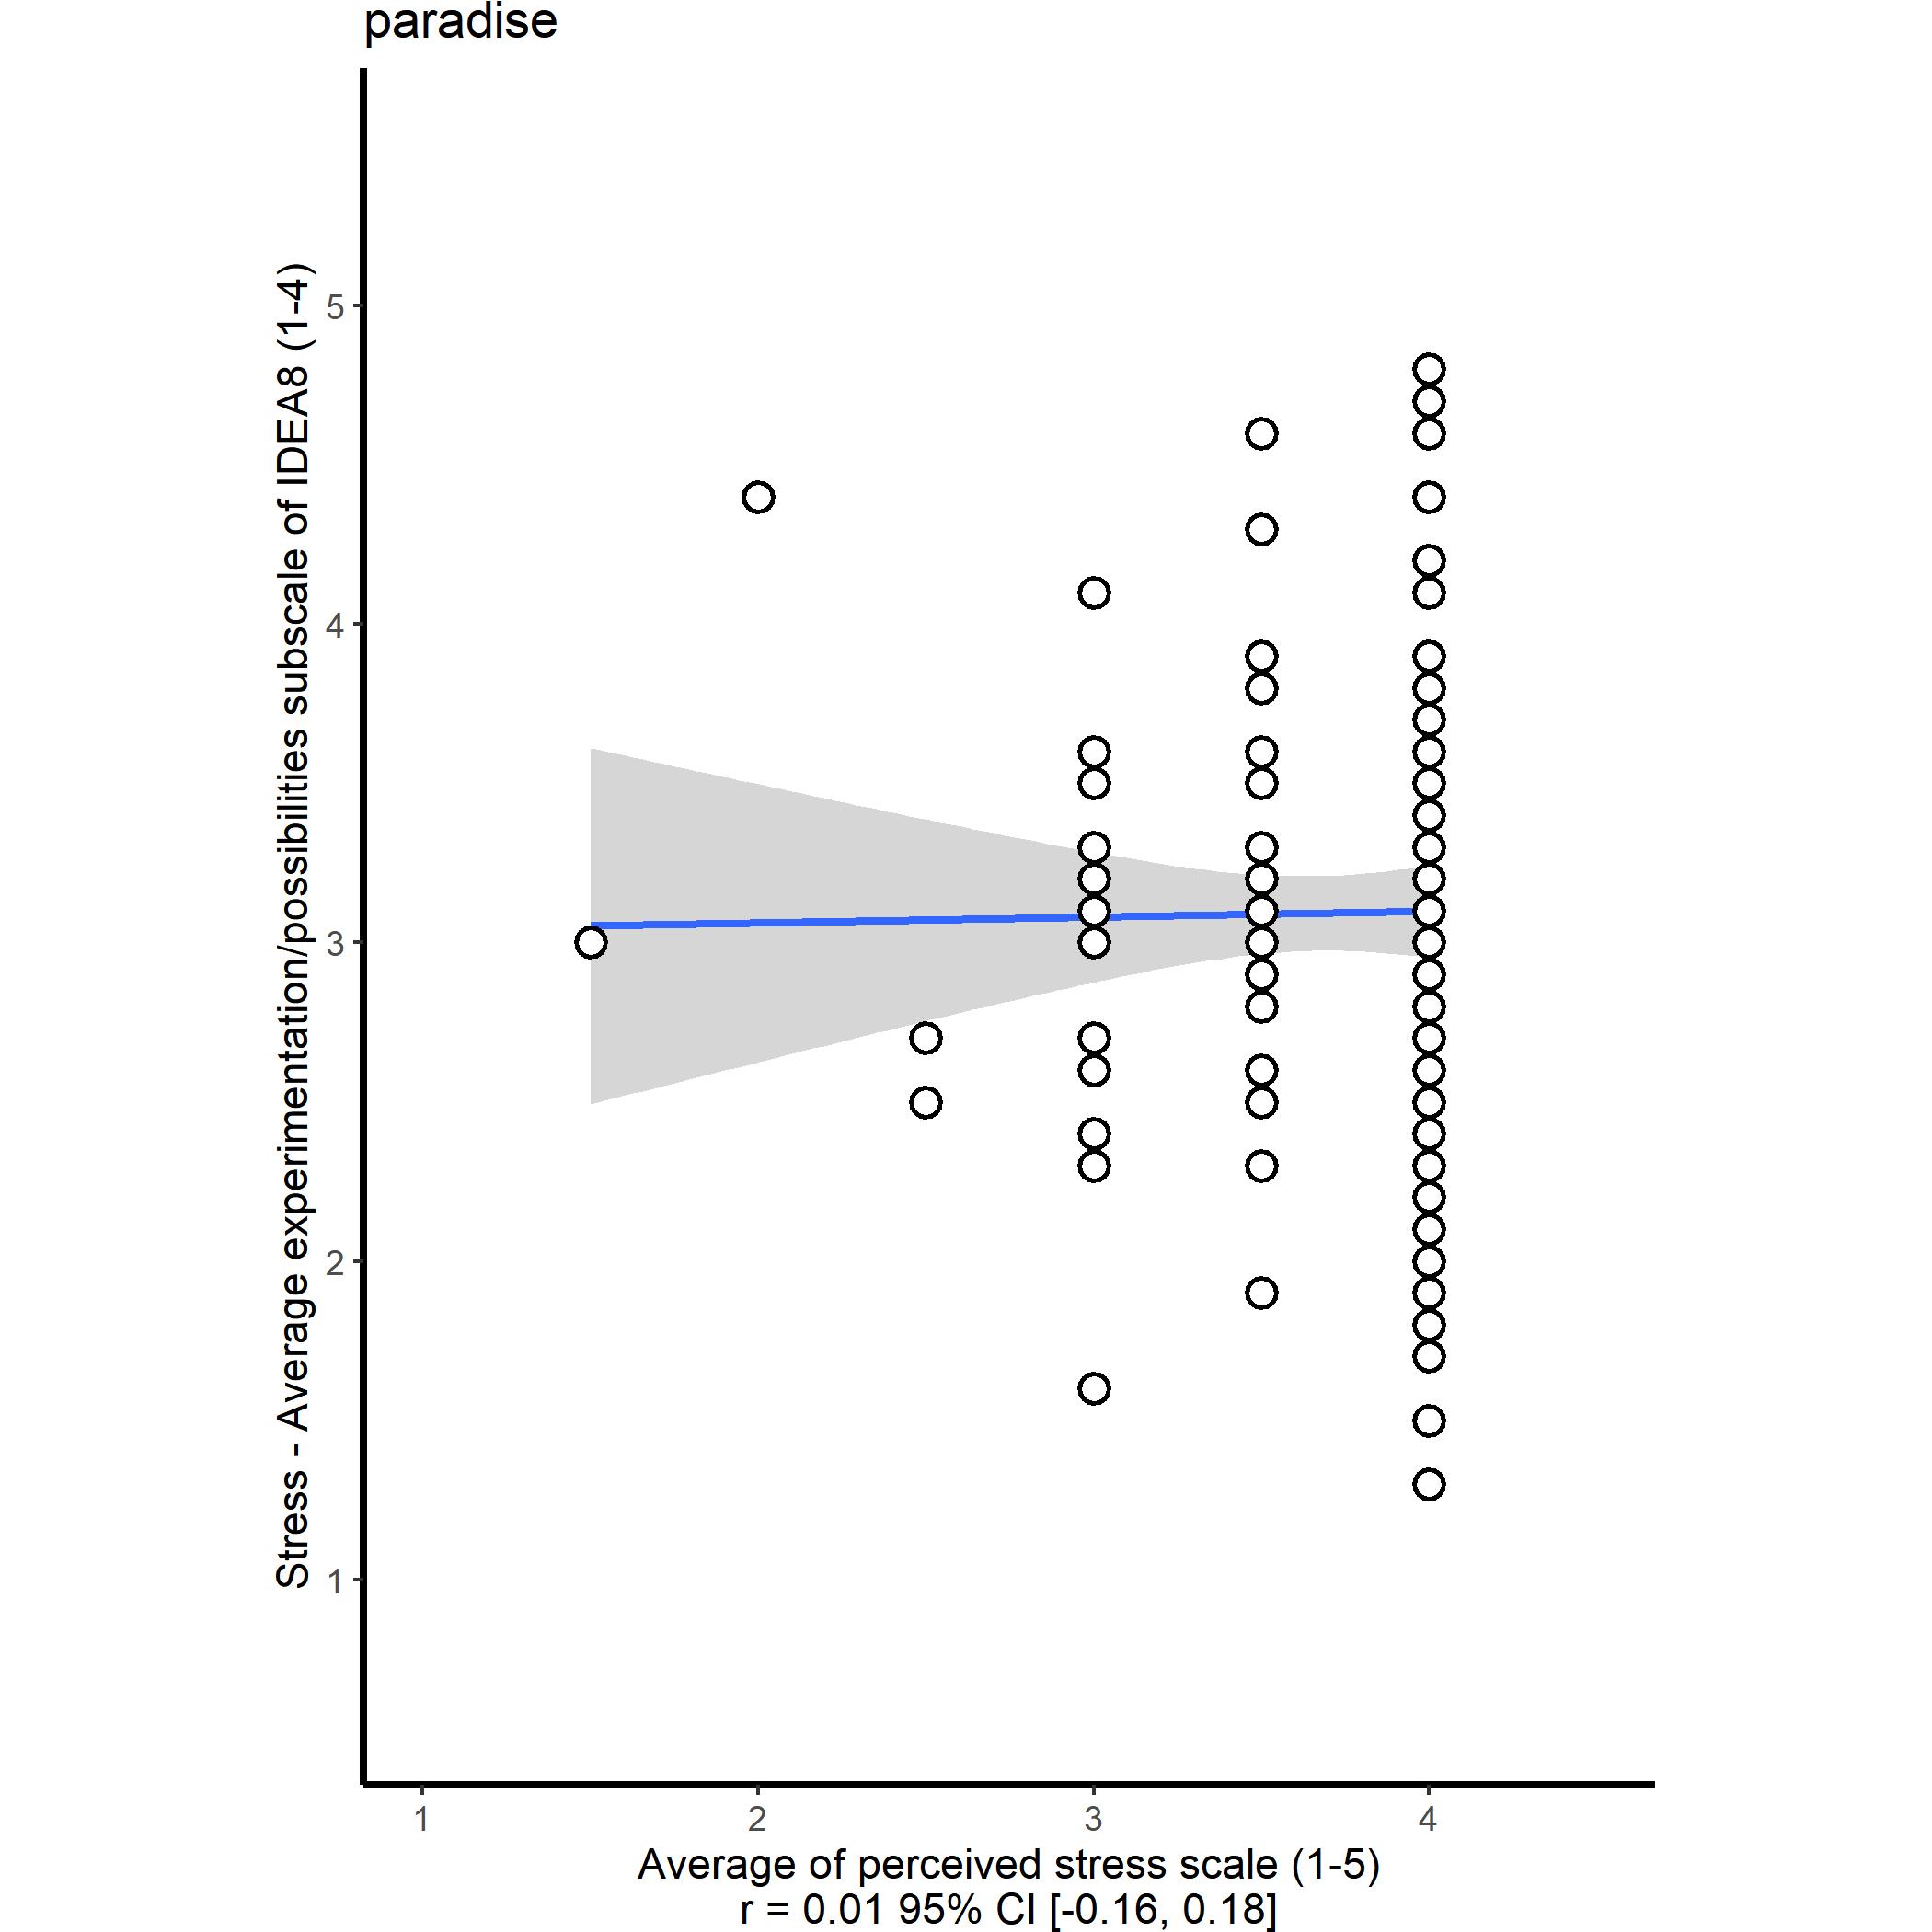 paradise
Stress - Average experimentation/possibilities subscale of IDEA8 (1-4)
5
4
3
2
1
1 2 3 4
Average of perceived stress scale (1-5)
r = 0.01 95% CI [-0.16, 0.18]